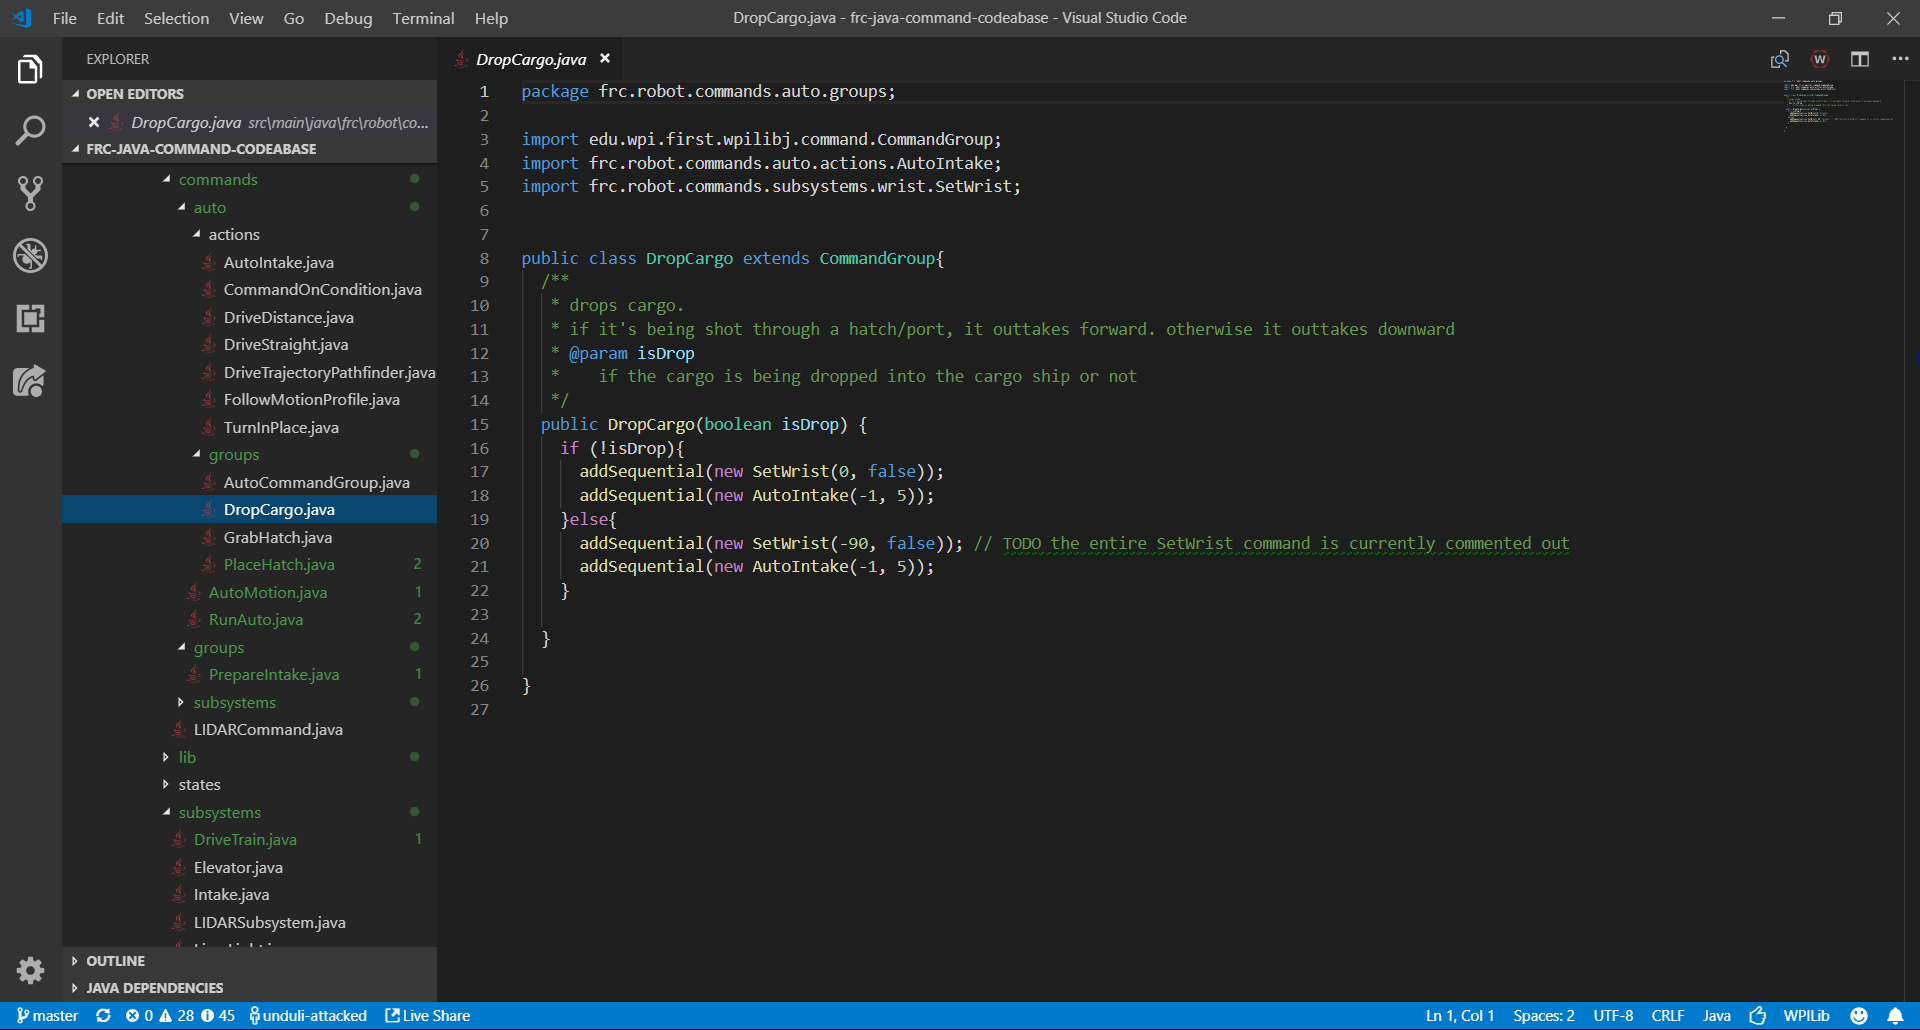 File Edit Selection View Go Debug Terminal Help
DropCargo.java - frc-java-command-codeabase - Visual Studio Code
EXPLORER
OPEN EDITORS
DropCargo.java src\main\java\frc\robot\co...
FRC-JAVA-COMMAND-CODEABASE
commands
auto
actions
AutoIntake.java
CommandOnCondition.java
DriveDistance.java
DriveStraight.java
DriveTrajectoryPathfinder.java
FollowMotionProfile.java
TurnInPlace.java
groups
AutoCommandGroup.java
DropCargo.java
GrabHatch.java
PlaceHatch.java 2
AutoMotion.java 1
RunAuto.java 2
groups
PrepareIntake.java 1
subsystems
LIDARCommand.java
lib
states
subsystems
DriveTrain.java 1
Elevator.java
Intake.java
LIDARSubsystem.java
OUTLINE
JAVA DEPENDENCIES
DropCargo.java
W
1 package frc.robot.commands.auto.groups;
2
3 import edu.wpi.first.wpilibj.command.CommandGroup;
4 import frc.robot.commands.auto.actions.AutoIntake;
5 import frc.robot.commands.subsystems.wrist.SetWrist;
6
7
8 public class DropCargo extends CommandGroup{
9 /**
10 * drops cargo.
11 * if it's being shot through a hatch/port, it outtakes forward. otherwise it outtakes downward
12 * @param isDrop
13 * if the cargo is being dropped into the cargo ship or not
14 */
15 public DropCargo(boolean isDrop) {
16 if (!isDrop){
17 addSequential(new SetWrist(0, false));
18 addSequential(new AutoIntake(-1, 5));
19 }else{
20 addSequential(new SetWrist(-90, false)); // TODO the entire SetWrist command is currently commented out
21 addSequential(new AutoIntake(-1, 5));
22 }
23
24 }
25
26 }
27
master 0 28 45 unduli-attacked Live Share
Ln 1, Col 1 Spaces: 2 UTF-8 CRLF Java WPILib